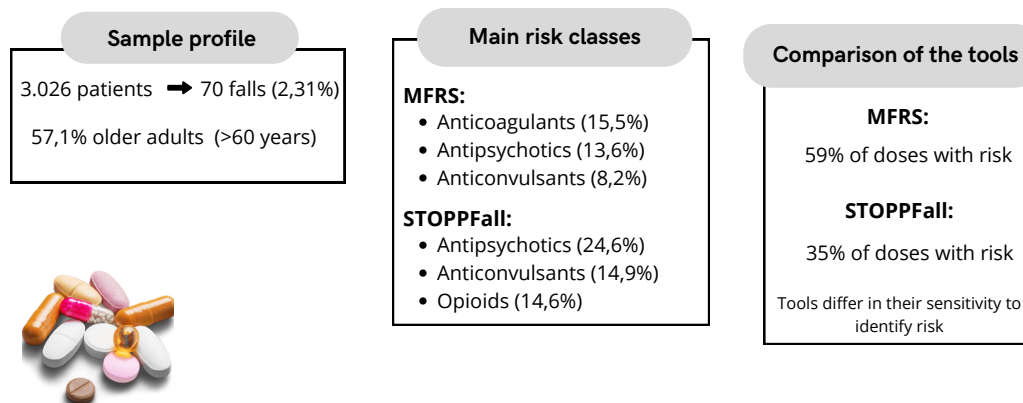 Sample profile
3.026 patients ➡ 70 falls (2,31%)
57,1% older adults (>60 years)
Main risk classes
MFRS:
• Anticoagulants (15,5%)
• Antipsychotics (13,6%)
• Anticonvulsants (8,2%)
STOPPFall:
• Antipsychotics (24,6%)
• Anticonvulsants (14,9%)
• Opioids (14,6%)
Comparison of the tools
MFRS:
59% of doses with risk
STOPPFall:
35% of doses with risk
Tools differ in their sensitivity to
identify risk